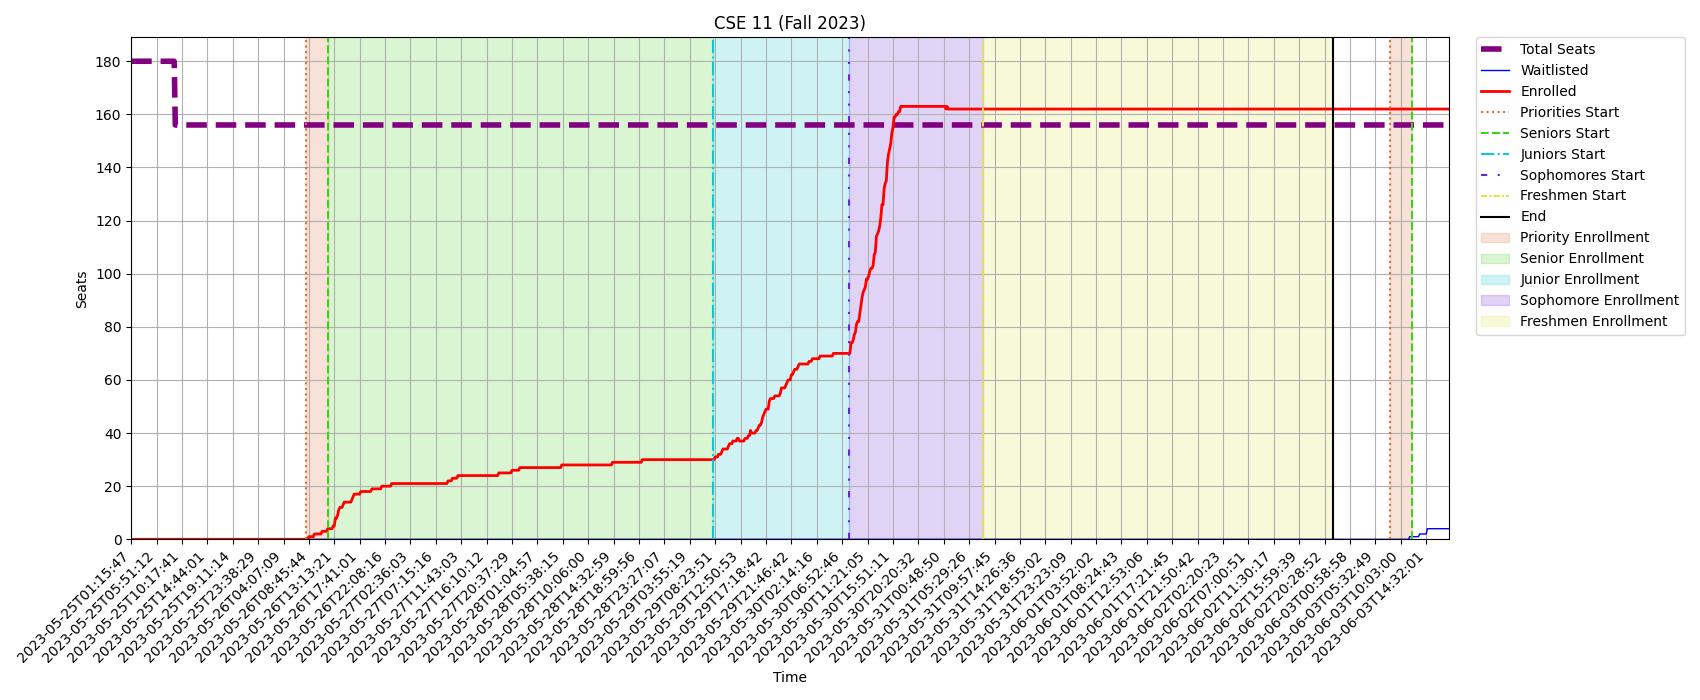 CSE 11 (Fall 2023)
Seats
180
160
140
120
100
80
60
40
20
0
2023-05-25T01:15:47
2023-05-25T05:51:12
2023-05-25T10:17:41
2023-05-25T14:44:01
2023-05-25T19:11:14
2023-05-25T23:38:29
2023-05-26T04:07:09
2023-05-26T08:45:44
2023-05-26T13:13:21
2023-05-26T17:41:01
2023-05-26T22:08:16
2023-05-27T02:36:03
2023-05-27T07:15:16
2023-05-27T11:43:03
2023-05-27T16:10:12
2023-05-27T20:37:29
2023-05-28T01:04:57
2023-05-28T05:38:15
2023-05-28T10:06:00
2023-05-28T14:32:59
2023-05-28T18:59:56
2023-05-28T23:27:07
2023-05-29T03:55:19
2023-05-29T08:23:51
2023-05-29T12:50:53
2023-05-29T17:18:42
2023-05-29T21:46:42
2023-05-30T02:14:16
2023-05-30T06:52:46
2023-05-30T11:21:05
2023-05-30T15:51:11
2023-05-30T20:20:32
2023-05-31T00:48:50
2023-05-31T05:29:26
2023-05-31T09:57:45
2023-05-31T14:26:36
2023-05-31T18:55:02
2023-05-31T23:23:09
2023-06-01T03:52:02
2023-06-01T08:24:43
2023-06-01T12:53:06
2023-06-01T17:21:45
2023-06-01T21:50:42
2023-06-02T02:20:23
2023-06-02T07:00:51
2023-06-02T11:30:17
2023-06-02T15:59:39
2023-06-02T20:28:52
2023-06-03T00:58:58
2023-06-03T05:32:49
2023-06-03T10:03:00
2023-06-03T14:32:01
Time
Total Seats
Waitlisted
Enrolled
Priorities Start
Seniors Start
Juniors Start
Sophomores Start
Freshmen Start
End
Priority Enrollment
Senior Enrollment
Junior Enrollment
Sophomore Enrollment
Freshmen Enrollment